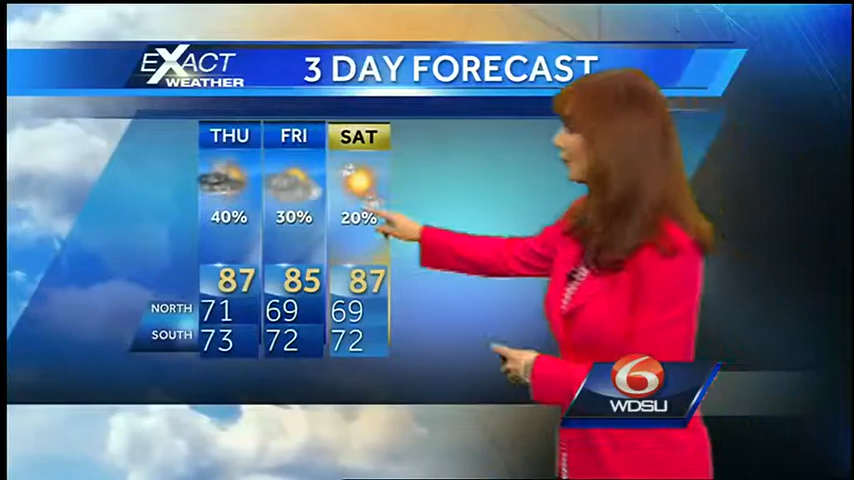 EXACT
WEATHER
3 DAY FORECAST
THU FRI SAT
40% 30% 20%
87 85 87
NORTH 71 69 69
SOUTH 73 72 72
6
WDSU